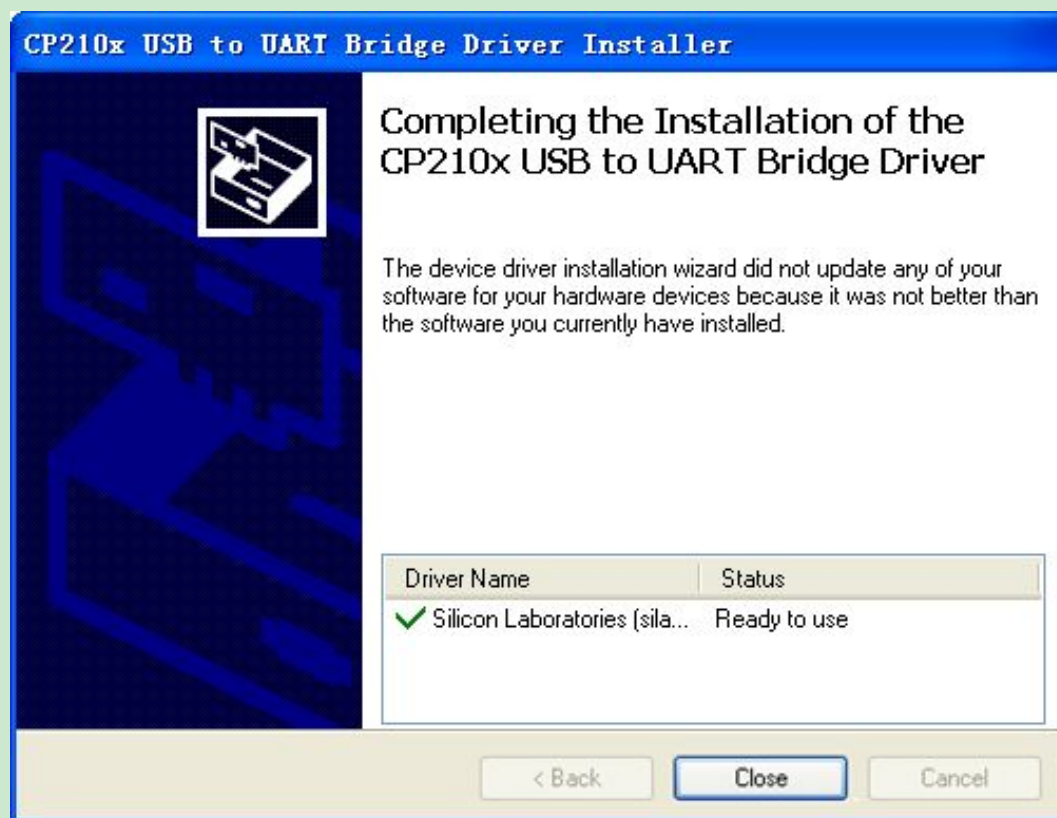 CP210x USB to UART Bridge Driver Installer
Completing the Installation of the
CP210x USB to UART Bridge Driver
The device driver installation wizard did not update any of your
software for your hardware devices because it was not better than
the software you currently have installed.
Driver Name Status
Silicon Laboratories (sila... Ready to use
< Back Close Cancel